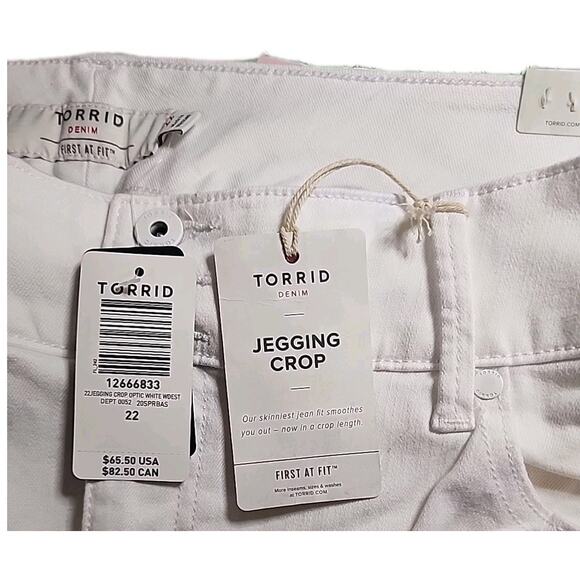 TORRID
DENIM
FIRST AT FIT™
TORRID.COM
TORRID
12666833
22JEGGING CROP OPTIC WHITE WDEST
DEPT 0052 20SPRBAS
22
$65.50 USA
$82.50 CAN
TORRID
DENIM
JEGGING
CROP
Our skinniest jean fit smoothes
you out – now in a crop length.
FIRST AT FIT™
More inseams, sizes & washes
at TORRID.COM